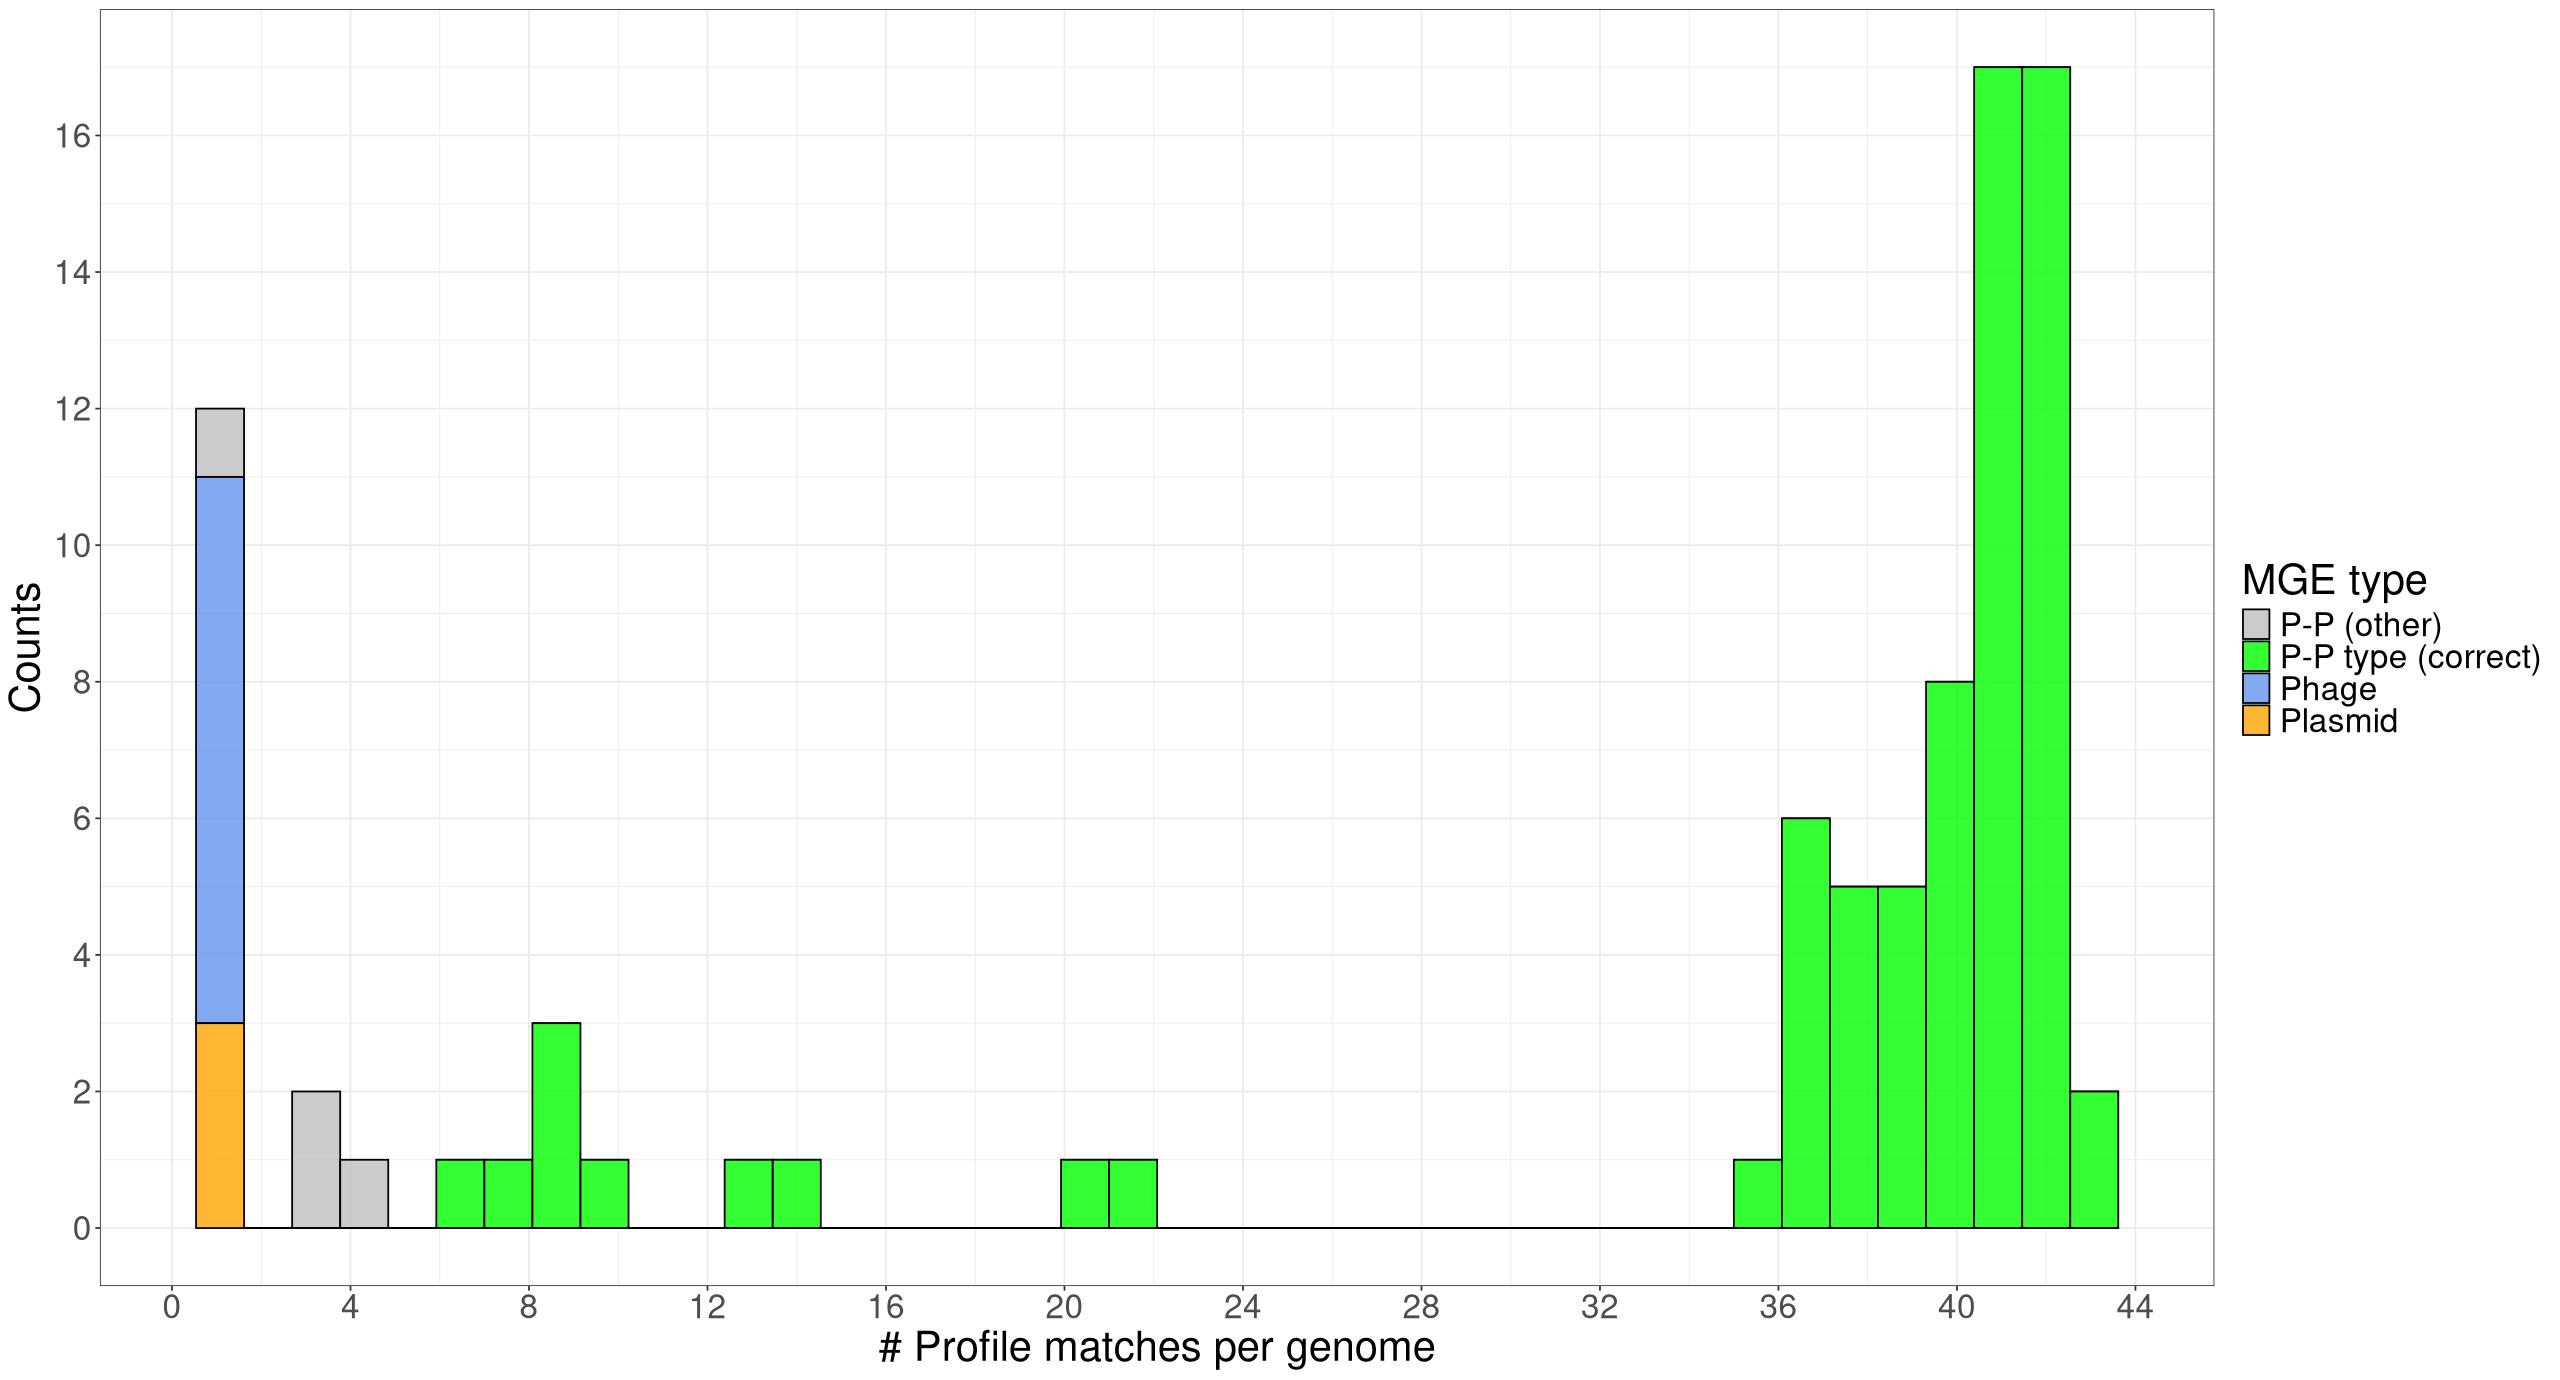 16
14
12
10
8
6
4
2
0
Counts
0 4 8 12 16 20 24 28 32 36 40 44
# Profile matches per genome
MGE type
P-P (other)
P-P type (correct)
Phage
Plasmid